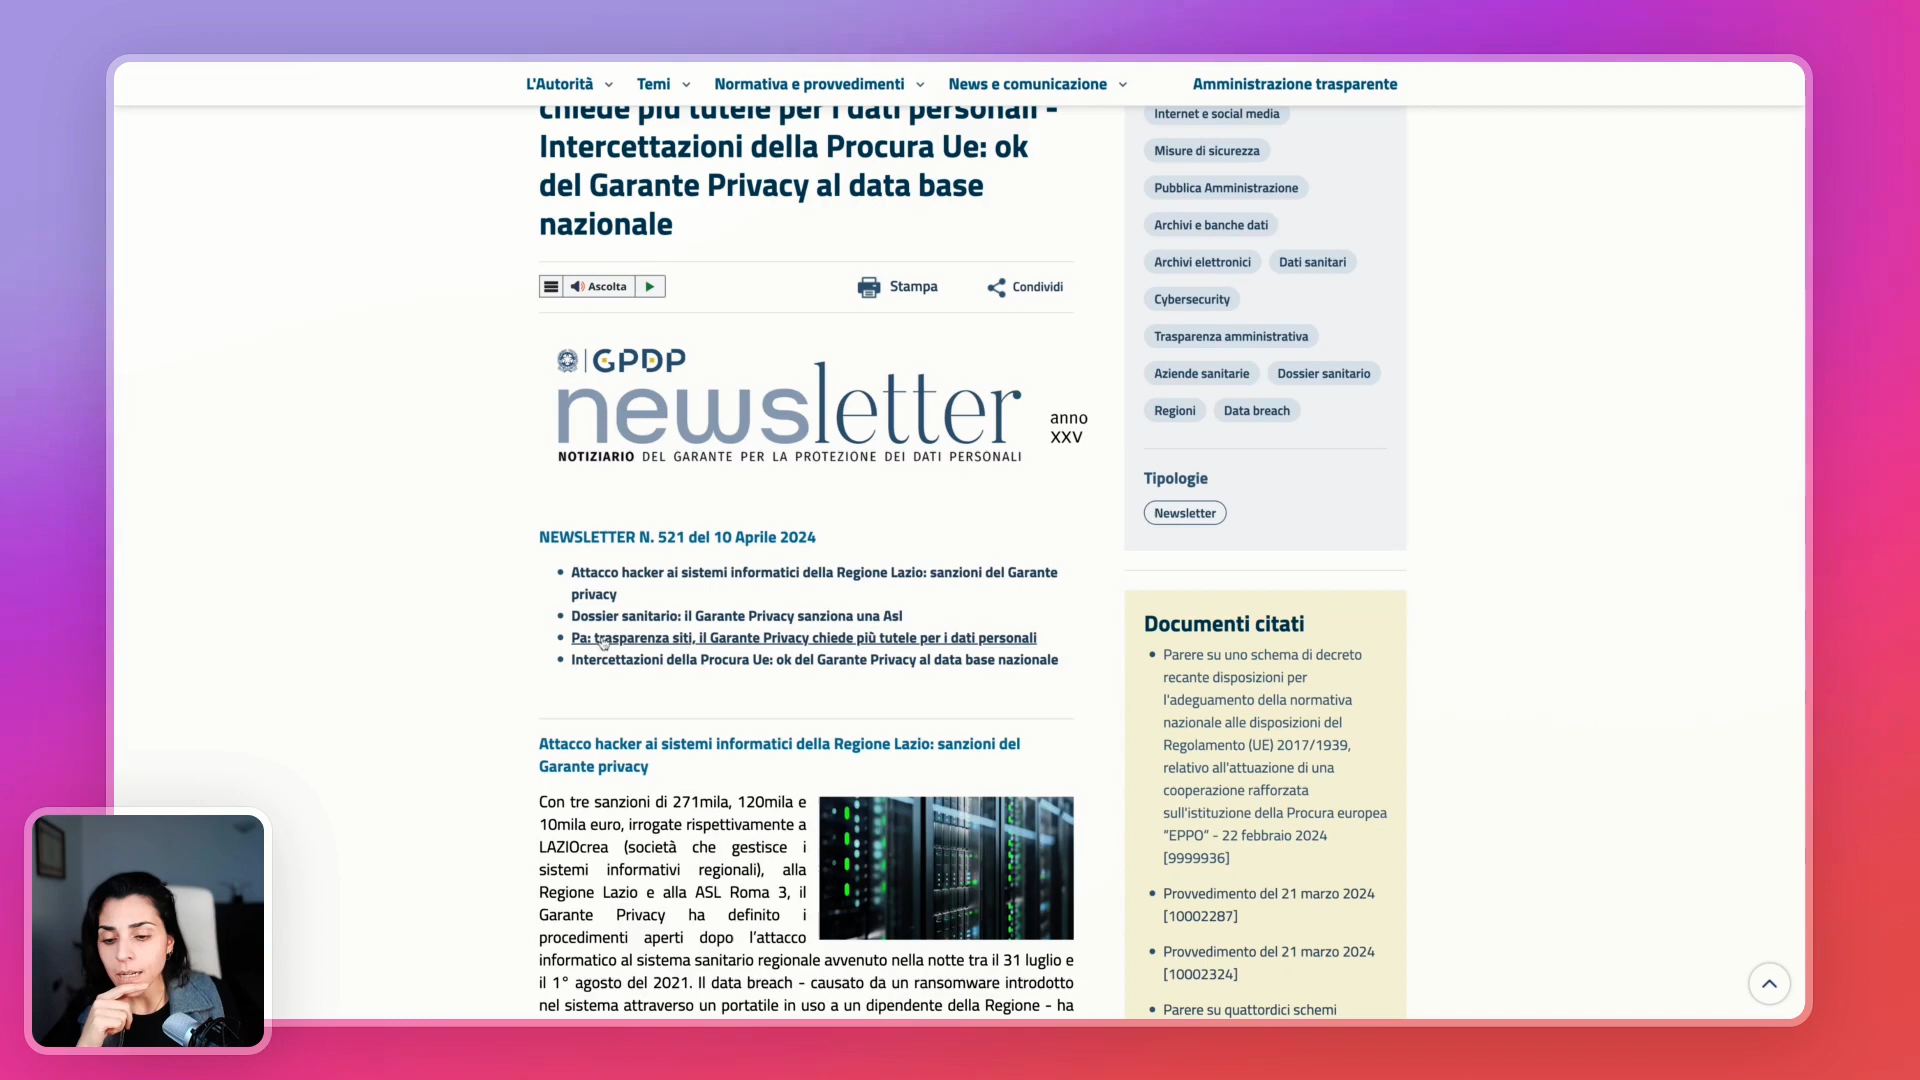 L'Autorità
Temi
Normativa e provvedimenti
News e comunicazione
Amministrazione trasparente
chiede più tutele per i dati personali -
Intercettazioni della Procura Ue: ok
del Garante Privacy al data base
nazionale
Ascolta
Stampa
Condividi
GPDP
newsletter
anno
XXV
NOTIZIARIO DEL GARANTE PER LA PROTEZIONE DEI DATI PERSONALI
NEWSLETTER N. 521 del 10 Aprile 2024
• Attacco hacker ai sistemi informatici della Regione Lazio: sanzioni del Garante
privacy
• Dossier sanitario: il Garante Privacy sanziona una Asl
• Pa: trasparenza siti, il Garante Privacy chiede più tutele per i dati personali
• Intercettazioni della Procura Ue: ok del Garante Privacy al data base nazionale
Attacco hacker ai sistemi informatici della Regione Lazio: sanzioni del
Garante privacy
Con tre sanzioni di 271mila, 120mila e
10mila euro, irrogate rispettivamente a
LAZIOcrea (società che gestisce i
sistemi informativi regionali), alla
Regione Lazio e alla ASL Roma 3, il
Garante Privacy ha definito i
procedimenti aperti dopo l'attacco
informatico al sistema sanitario regionale avvenuto nella notte tra il 31 luglio e
il 1° agosto del 2021. Il data breach - causato da un ransomware introdotto
nel sistema attraverso un portatile in uso a un dipendente della Regione - ha
Internet e social media
Misure di sicurezza
Pubblica Amministrazione
Archivi e banche dati
Archivi elettronici
Dati sanitari
Cybersecurity
Trasparenza amministrativa
Aziende sanitarie
Dossier sanitario
Regioni
Data breach
Tipologie
Newsletter
Documenti citati
• Parere su uno schema di decreto
recante disposizioni per
l'adeguamento della normativa
nazionale alle disposizioni del
Regolamento (UE) 2017/1939,
relativo all'attuazione di una
cooperazione rafforzata
sull'istituzione della Procura europea
"EPPO" - 22 febbraio 2024
[9999936]
• Provvedimento del 21 marzo 2024
[10002287]
• Provvedimento del 21 marzo 2024
[10002324]
• Parere su quattordici schemi